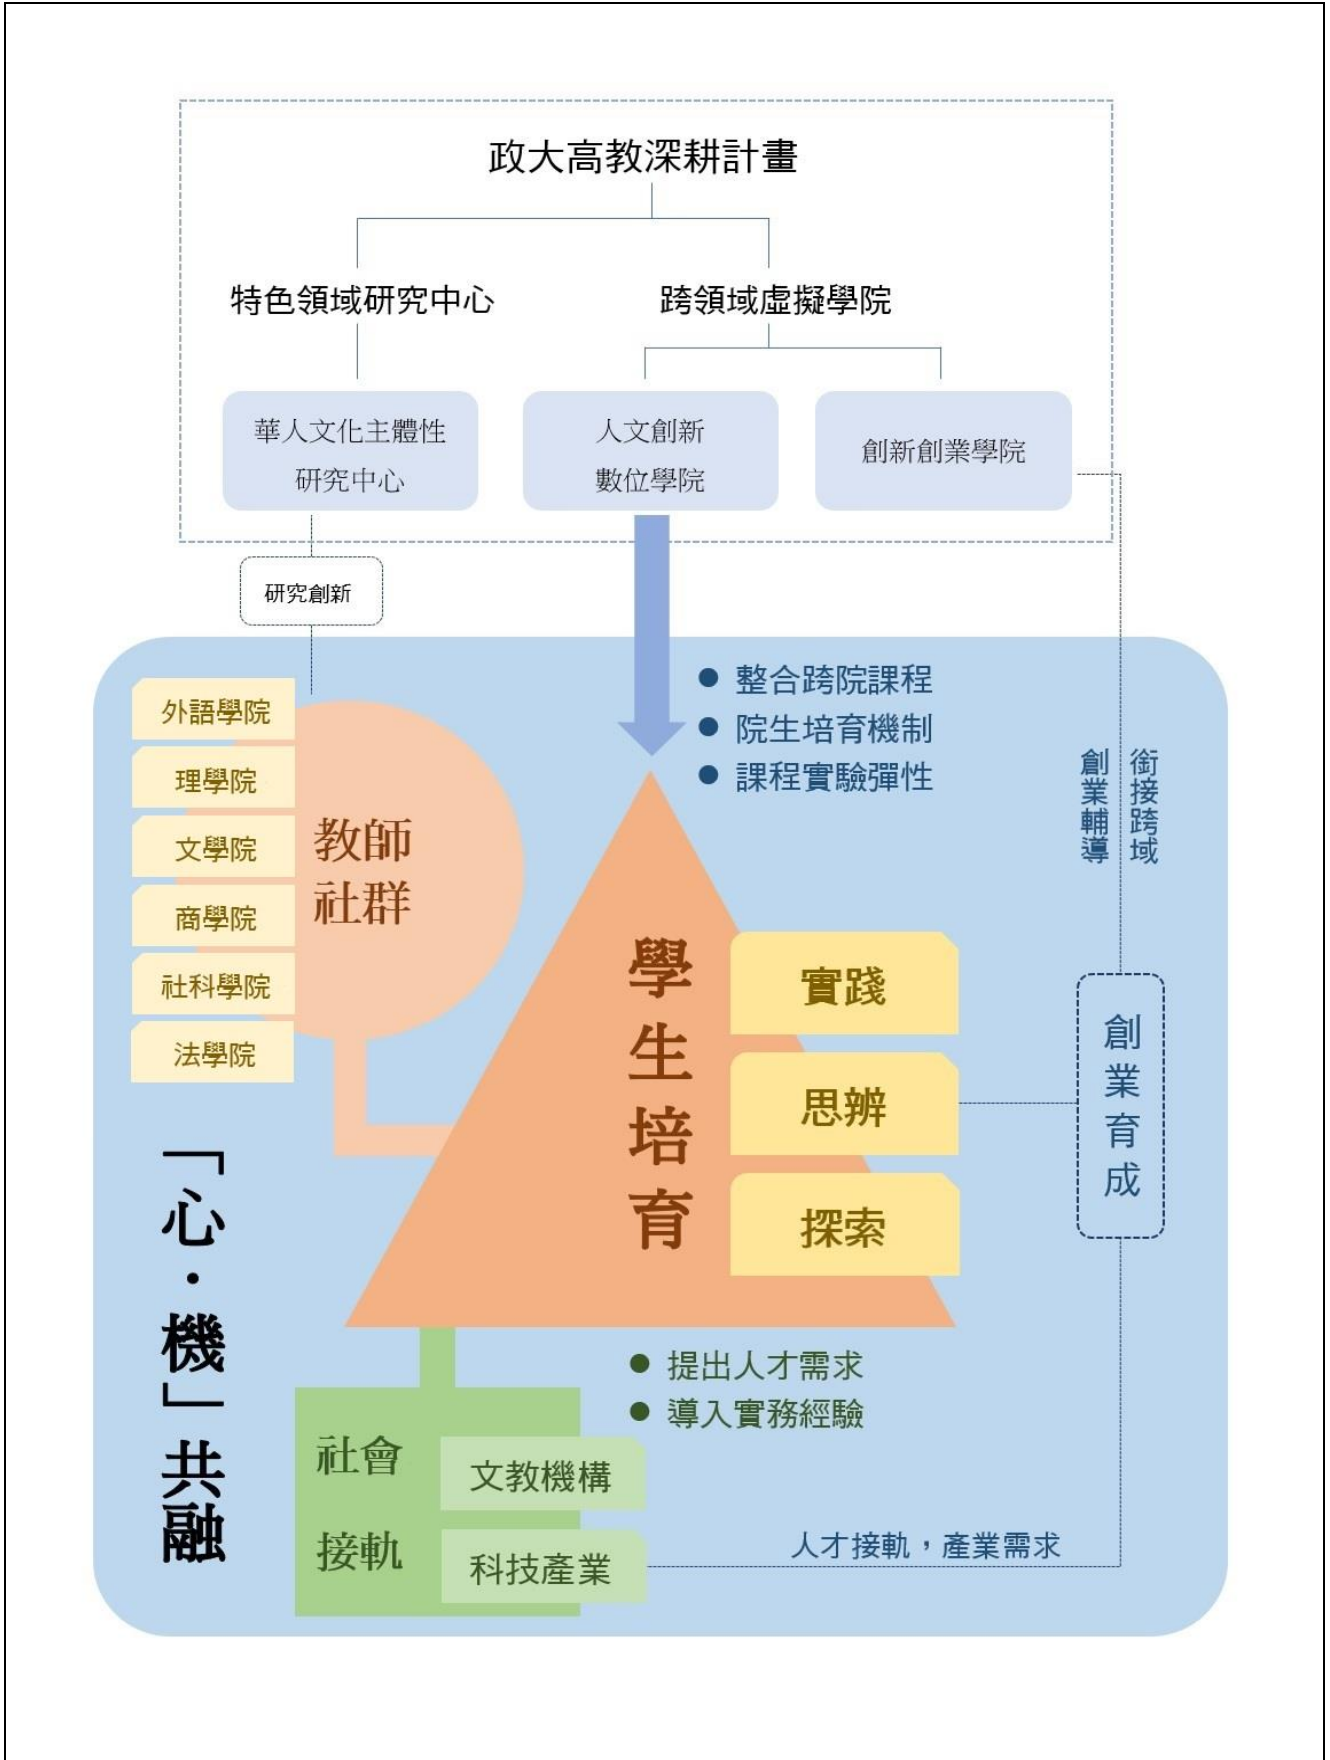 政大高教深耕計畫
特色領域研究中心
跨領域虛擬學院
華人文化主體性
研究中心
人文創新
數位學院
創新創業學院
研究創新
整合跨院課程
院生培育機制
課程實驗彈性
外語學院
理學院
文學院
商學院
社科學院
法學院
教師
社群
銜接跨域
創業輔導
學生培育
實踐
思辨
探索
創業育成
「心·機」共融
提出人才需求
導入實務經驗
社會
接軌
文教機構
科技產業
人才接軌，產業需求